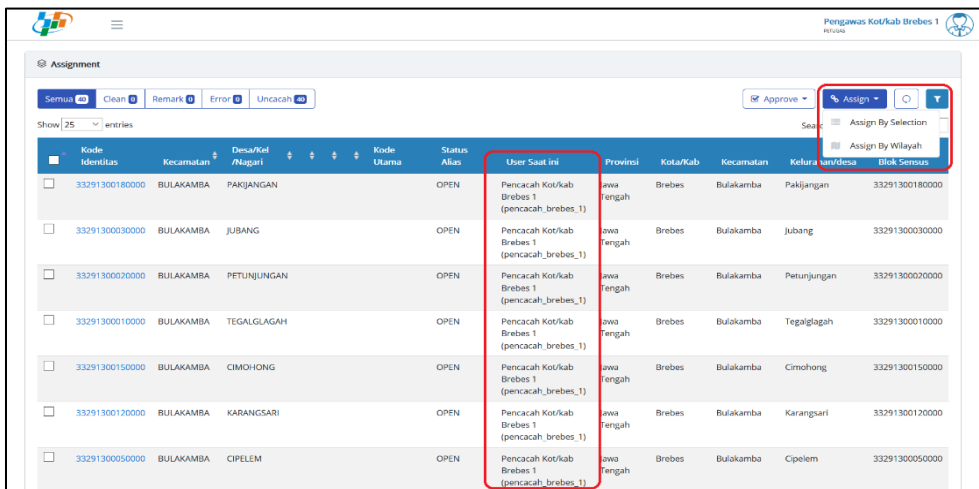 Pengawas Kot/kab Brebes 1
PETUGAS
Assignment
Semua 40 Clean 0 Remark 0 Error 0 Uncacah 40
Approve Assign
Show 25 entries
Assign By Selection
Assign By Wilayah
Kode Identitas Kecamatan Desa/Kel /Nagari Kode Utama Status Alias User Saat ini Provinsi Kota/Kab Kecamatan Blok Sensus
33291300180000 BULAKAMBA PAKIJANGAN OPEN Pencacah Kot/kab Brebes 1 (pencacah_brebes_1) Jawa Tengah Brebes Bulakamba Pakijangan 33291300180000
33291300030000 BULAKAMBA JUBANG OPEN Pencacah Kot/kab Brebes 1 (pencacah_brebes_1) Jawa Tengah Brebes Bulakamba Jubang 33291300030000
33291300020000 BULAKAMBA PETUNJUNGAN OPEN Pencacah Kot/kab Brebes 1 (pencacah_brebes_1) Jawa Tengah Brebes Bulakamba Petunjungan 33291300020000
33291300010000 BULAKAMBA TEGALGLAGAH OPEN Pencacah Kot/kab Brebes 1 (pencacah_brebes_1) Jawa Tengah Brebes Bulakamba Tegalglagah 33291300010000
33291300150000 BULAKAMBA CIMOHONG OPEN Pencacah Kot/kab Brebes 1 (pencacah_brebes_1) Jawa Tengah Brebes Bulakamba Cimohong 33291300150000
33291300120000 BULAKAMBA KARANGSARI OPEN Pencacah Kot/kab Brebes 1 (pencacah_brebes_1) Jawa Tengah Brebes Bulakamba Karangsari 33291300120000
33291300050000 BULAKAMBA CIPELEM OPEN Pencacah Kot/kab Brebes 1 (pencacah_brebes_1) Jawa Tengah Brebes Bulakamba Cipelem 33291300050000